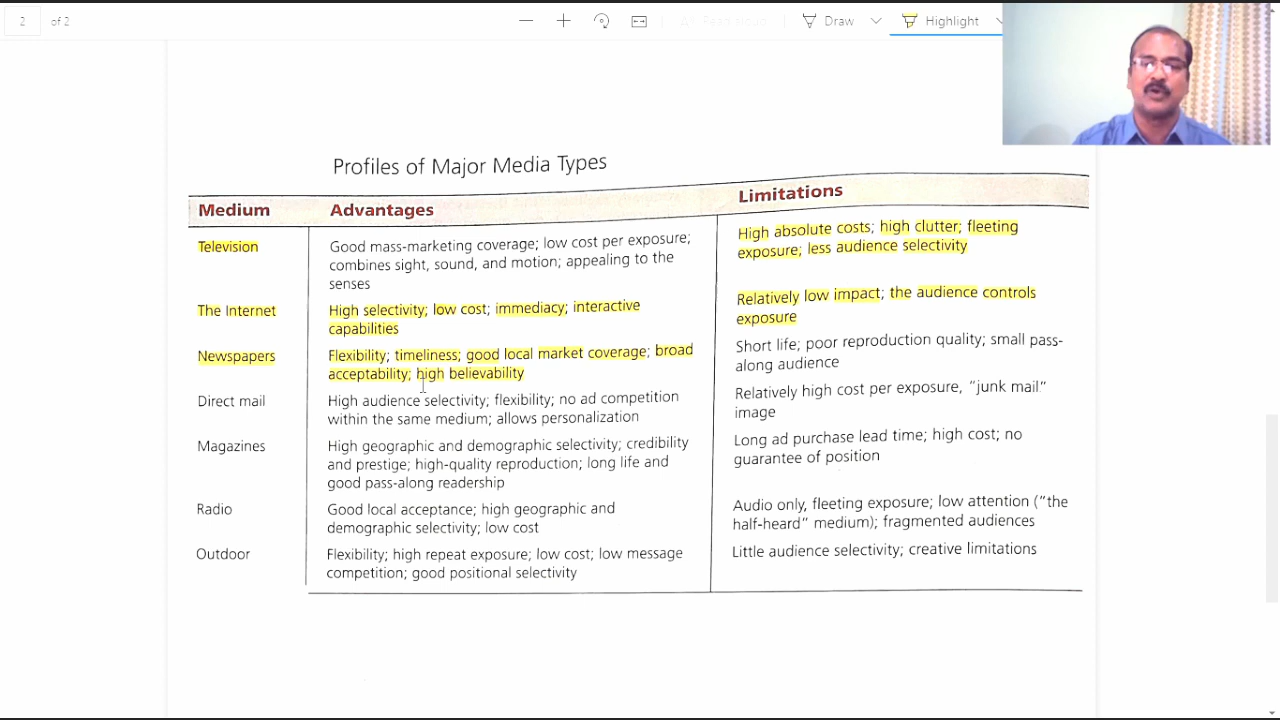 2 of 2
Draw
Highlight
Profiles of Major Media Types
Medium Advantages Limitations
Television
Good mass-marketing coverage; low cost per exposure;
combines sight, sound, and motion; appealing to the
senses
High absolute costs; high clutter; fleeting
exposure; less audience selectivity
The Internet
High selectivity; low cost; immediacy; interactive
capabilities
Relatively low impact; the audience controls
exposure
Newspapers
Flexibility; timeliness; good local market coverage; broad
acceptability; high believability
Short life; poor reproduction quality; small pass-
along audience
Direct mail
High audience selectivity; flexibility; no ad competition
within the same medium; allows personalization
Relatively high cost per exposure, "junk mail"
image
Magazines
High geographic and demographic selectivity; credibility
and prestige; high-quality reproduction; long life and
good pass-along readership
Long ad purchase lead time; high cost; no
guarantee of position
Radio
Good local acceptance; high geographic and
demographic selectivity; low cost
Audio only, fleeting exposure; low attention ("the
half-heard" medium); fragmented audiences
Outdoor
Flexibility; high repeat exposure; low cost; low message
competition; good positional selectivity
Little audience selectivity; creative limitations